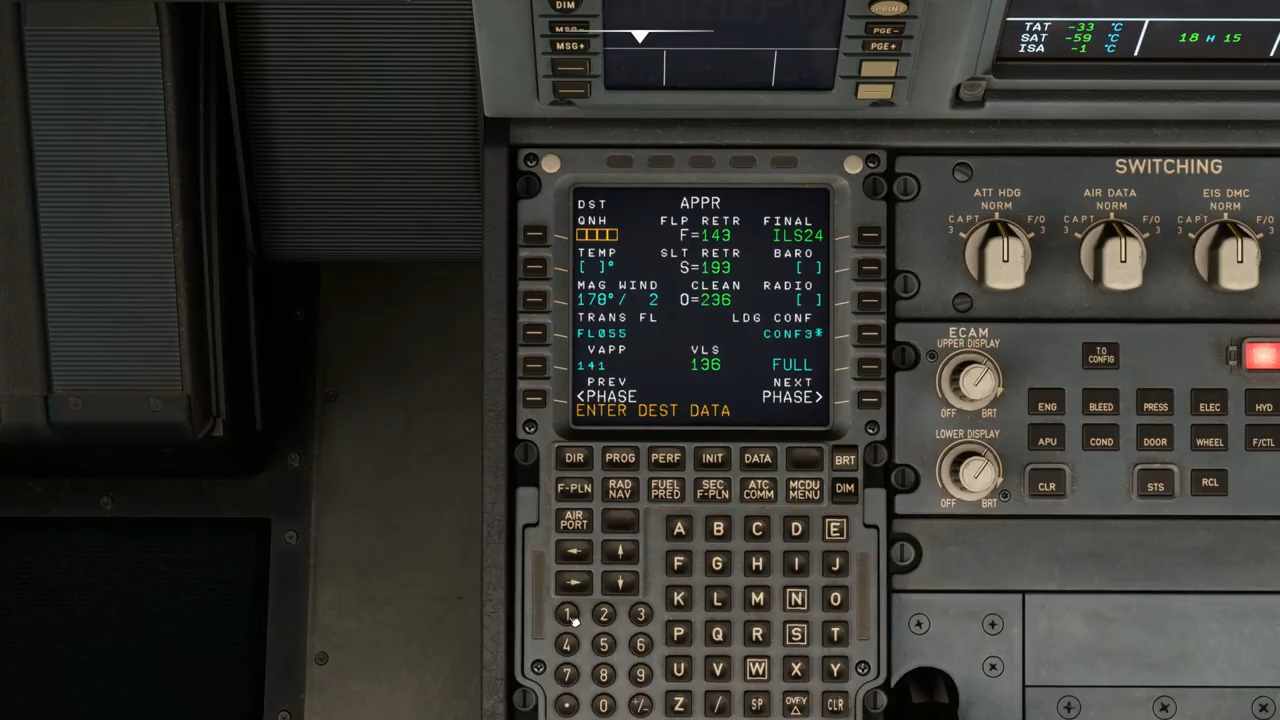 DIM
MSG-
MSG+
PRINT
PGE-
PGE+
TAT -33 °C
SAT -59 °C
ISA -1 °C
18 H 15
DST APPR
QNH FLP RETR FINAL
F=143 ILS24
TEMP SLT RETR BARO
[ ]° S=193 [ ]
MAG WIND CLEAN RADIO
178°/ 2 O=236 [ ]
TRANS FL LDG CONF
FL055 CONF3*
VAPP VLS
141 136 FULL
PREV NEXT
<PHASE PHASE>
ENTER DEST DATA
DIR PROG PERF INIT DATA BRT
F-PLN RAD NAV FUEL PRED SEC F-PLN ATC COMM MCDU MENU DIM
AIR PORT
← ↑
→ ↓
A B C D E
F G H I J
K L M N O
P Q R S T
U V W X Y
Z / SP OVFY Δ CLR
1 2 3
4 5 6
7 8 9
. 0 +/-
SWITCHING
ATT HDG AIR DATA EIS DMC
NORM NORM NORM
CAPT 3 F/O 3 CAPT 3 F/O 3 CAPT 3 F/O 3
ECAM
UPPER DISPLAY
OFF BRT
LOWER DISPLAY
OFF BRT
T.O CONFIG
ENG BLEED PRESS ELEC HYD
APU COND DOOR WHEEL F/CTL
CLR STS RCL